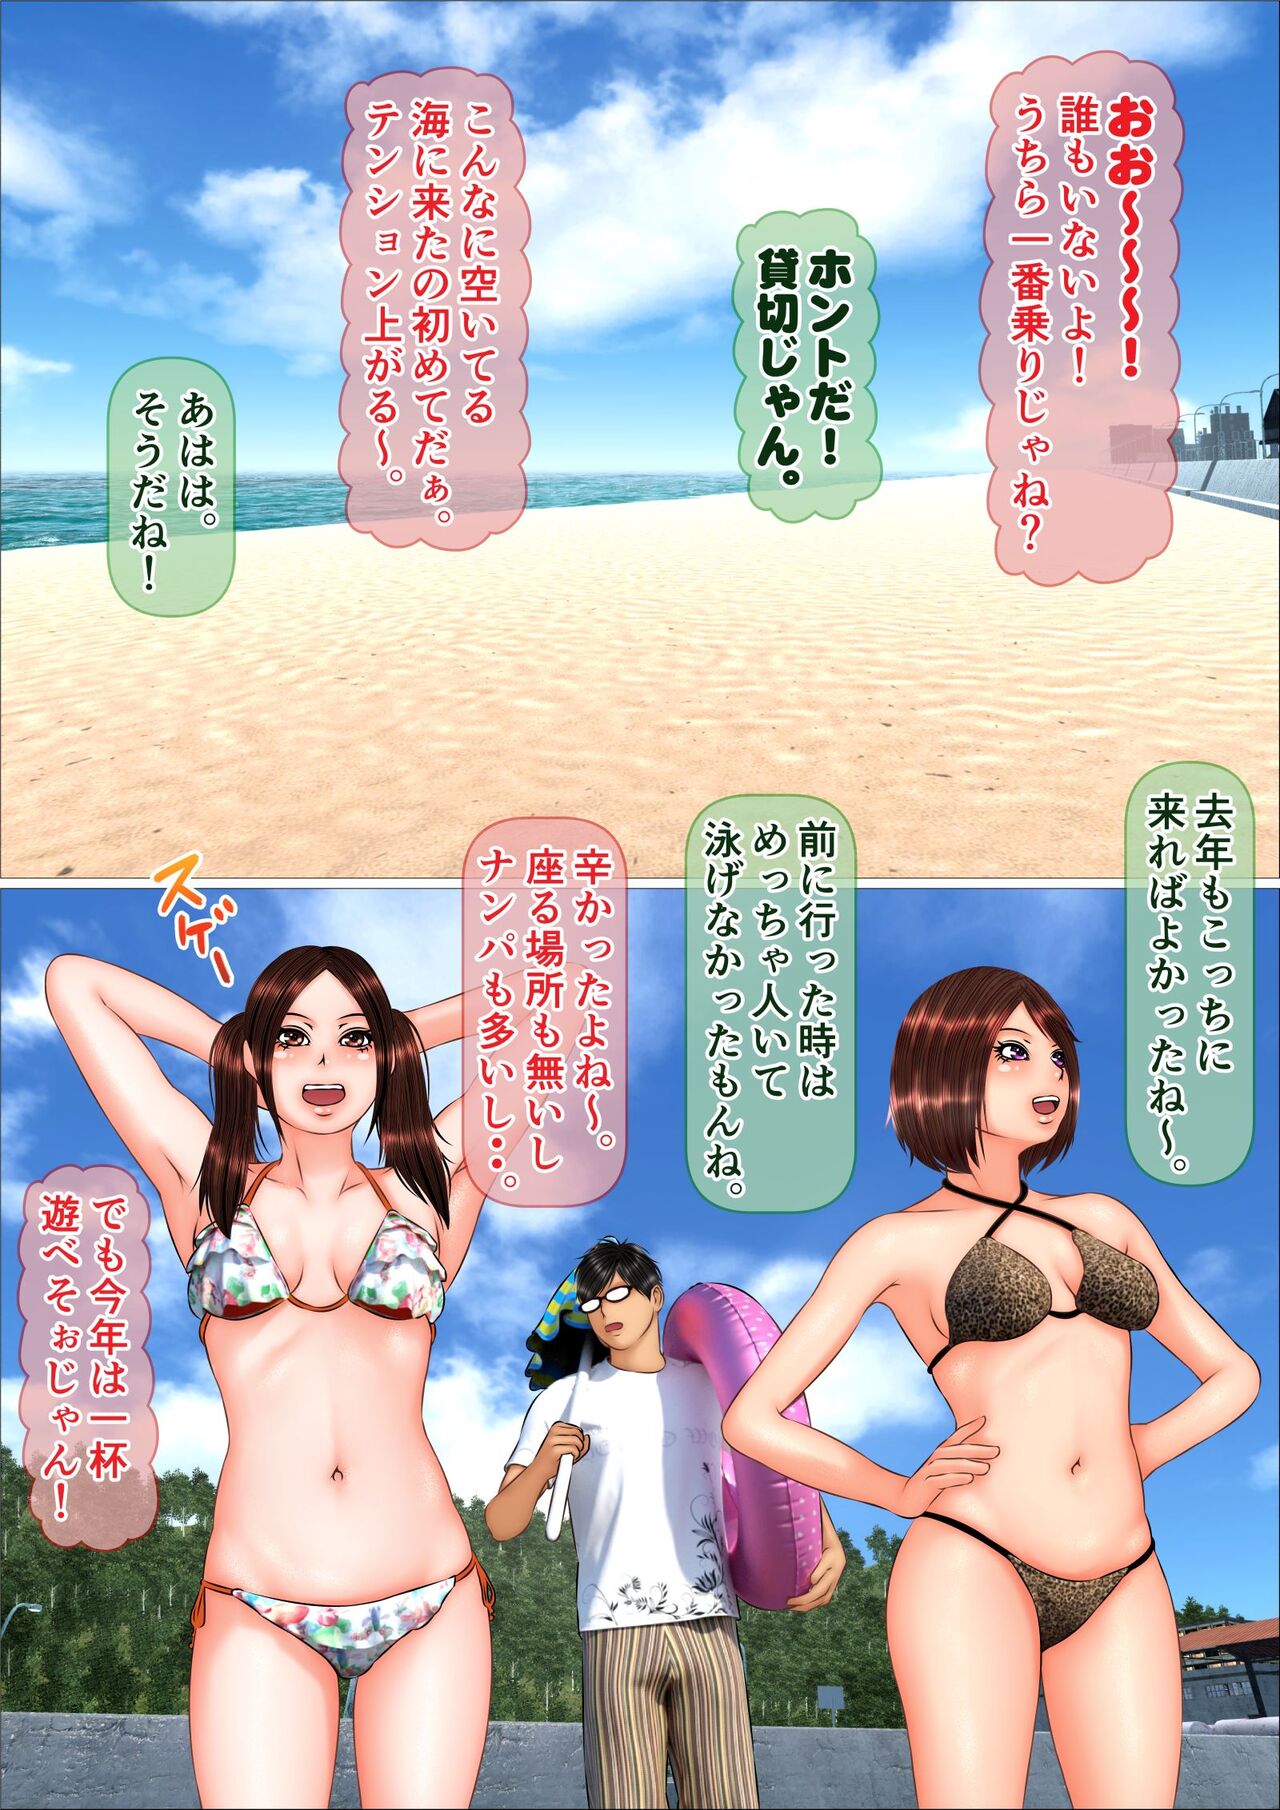 おお～～～！
誰もいないよ！
うちら一番乗りじゃね？
ホントだ！
貸切じゃん。
こんなに空いてる
海に来たの初めてだぁ。
テンション上がる～。
あはは。
そうだね！
去年もこっちに
来ればよかったね～。
前に行った時は
めっちゃ人いて
泳げなかったもんね。
辛かったよね～。
座る場所も無いし
ナンパも多いし・・。
スゲー
でも今年は一杯
遊べそぉじゃん！